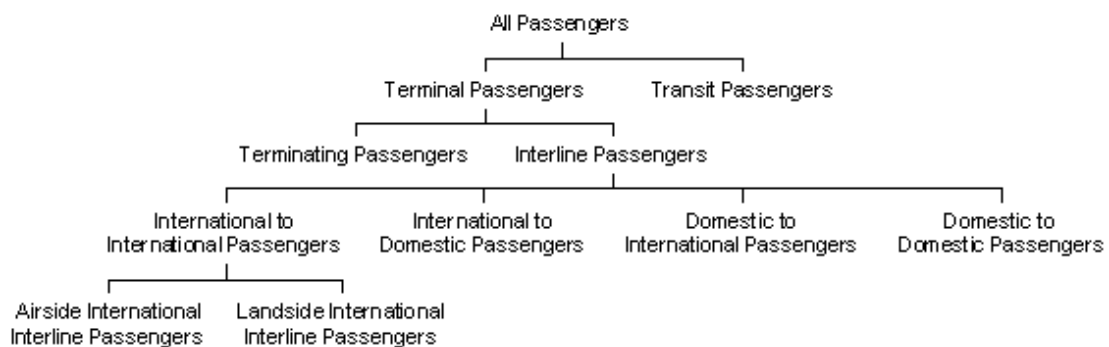 All Passengers
Terminal Passengers
Transit Passengers
Terminating Passengers
Interline Passengers
International to
International Passengers
International to
Domestic Passengers
Domestic to
International Passengers
Domestic to
Domestic Passengers
Airside International
Interline Passengers
Landside International
Interline Passengers